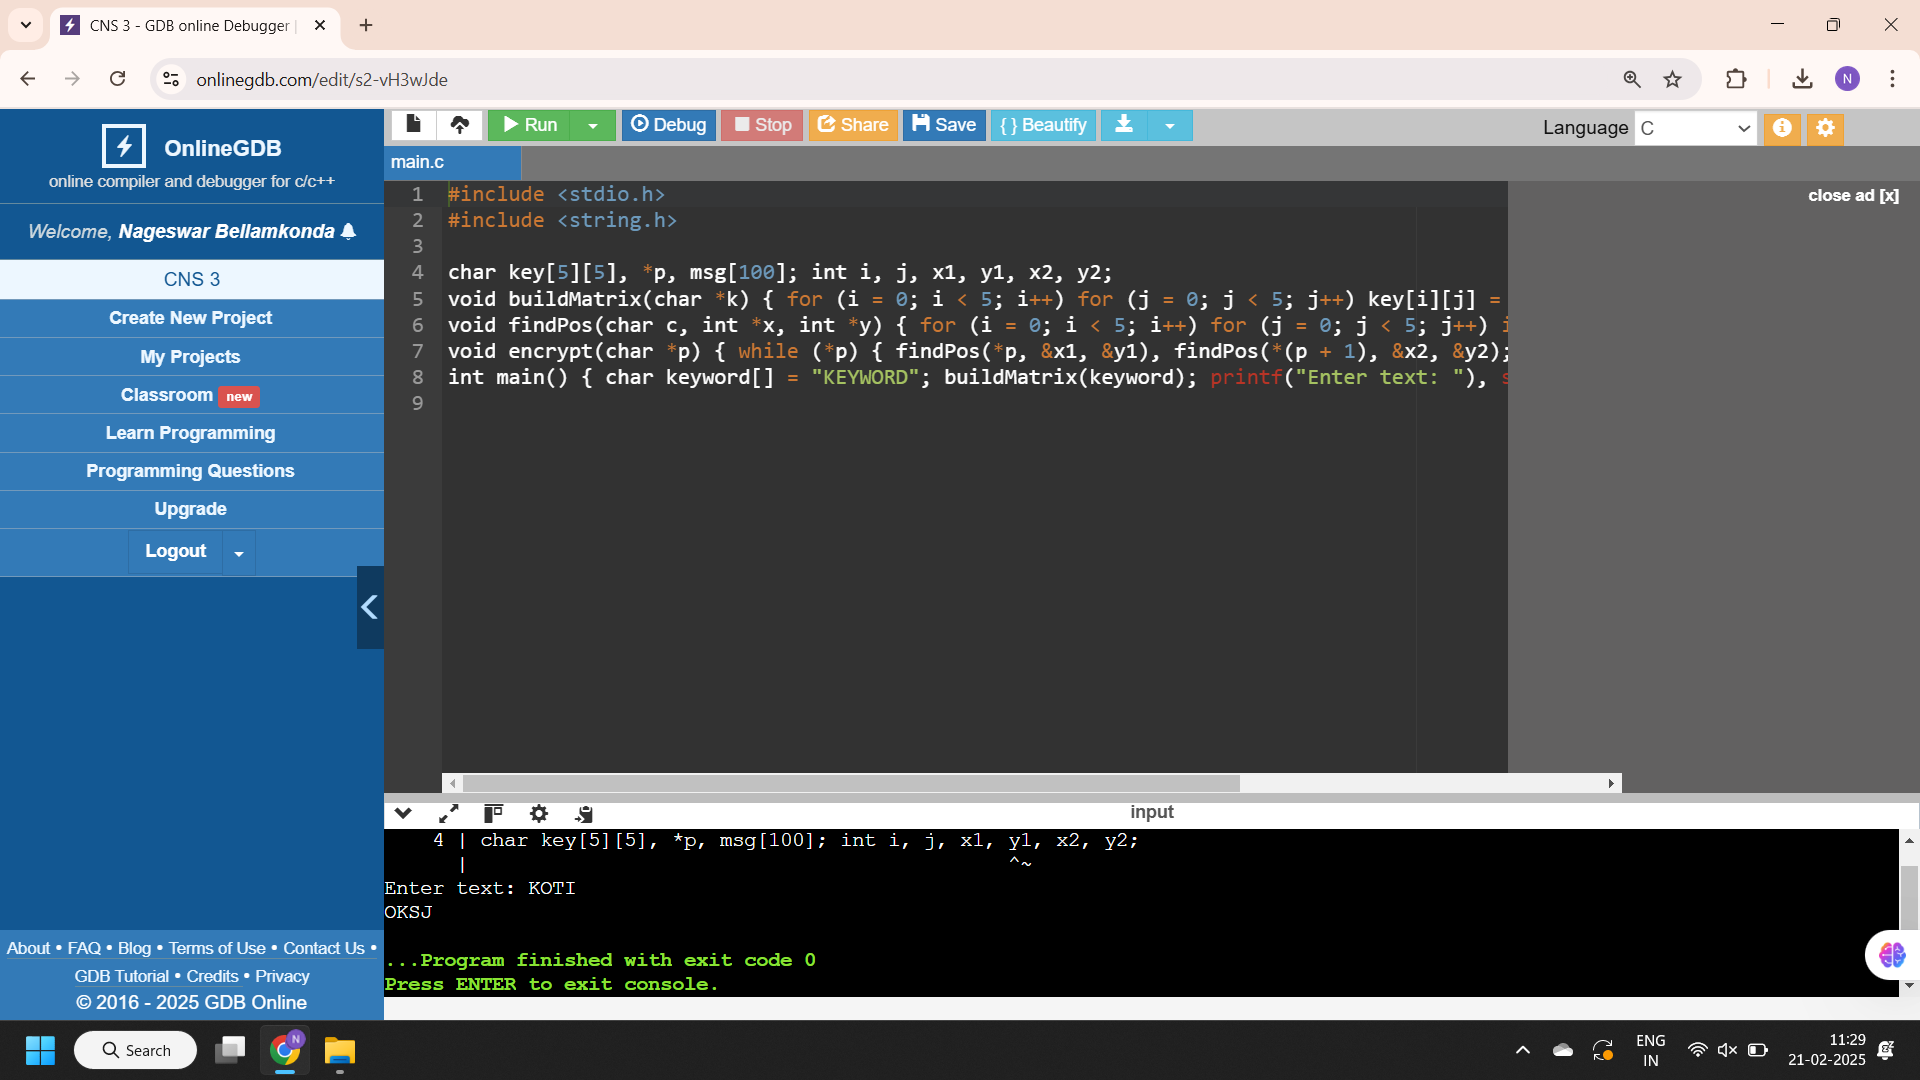 CNS 3 - GDB online Debugger |
onlinegdb.com/edit/s2-vH3wJde
N
OnlineGDB
online compiler and debugger for c/c++
Welcome, Nageswar Bellamkonda
CNS 3
Create New Project
My Projects
Classroom new
Learn Programming
Programming Questions
Upgrade
Logout
About • FAQ • Blog • Terms of Use • Contact Us •
GDB Tutorial • Credits • Privacy
© 2016 - 2025 GDB Online
Run Debug Stop Share Save { } Beautify
Language C
main.c
close ad [x]
1 #include <stdio.h>
2 #include <string.h>
3
4 char key[5][5], *p, msg[100]; int i, j, x1, y1, x2, y2;
5 void buildMatrix(char *k) { for (i = 0; i < 5; i++) for (j = 0; j < 5; j++) key[i][j] =
6 void findPos(char c, int *x, int *y) { for (i = 0; i < 5; i++) for (j = 0; j < 5; j++) i
7 void encrypt(char *p) { while (*p) { findPos(*p, &x1, &y1), findPos(*(p + 1), &x2, &y2);
8 int main() { char keyword[] = "KEYWORD"; buildMatrix(keyword); printf("Enter text: "), s
9
input
4 | char key[5][5], *p, msg[100]; int i, j, x1, y1, x2, y2;
| ^~
Enter text: KOTI
OKSJ
...Program finished with exit code 0
Press ENTER to exit console.
Search
N
ENG
IN
11:29
21-02-2025